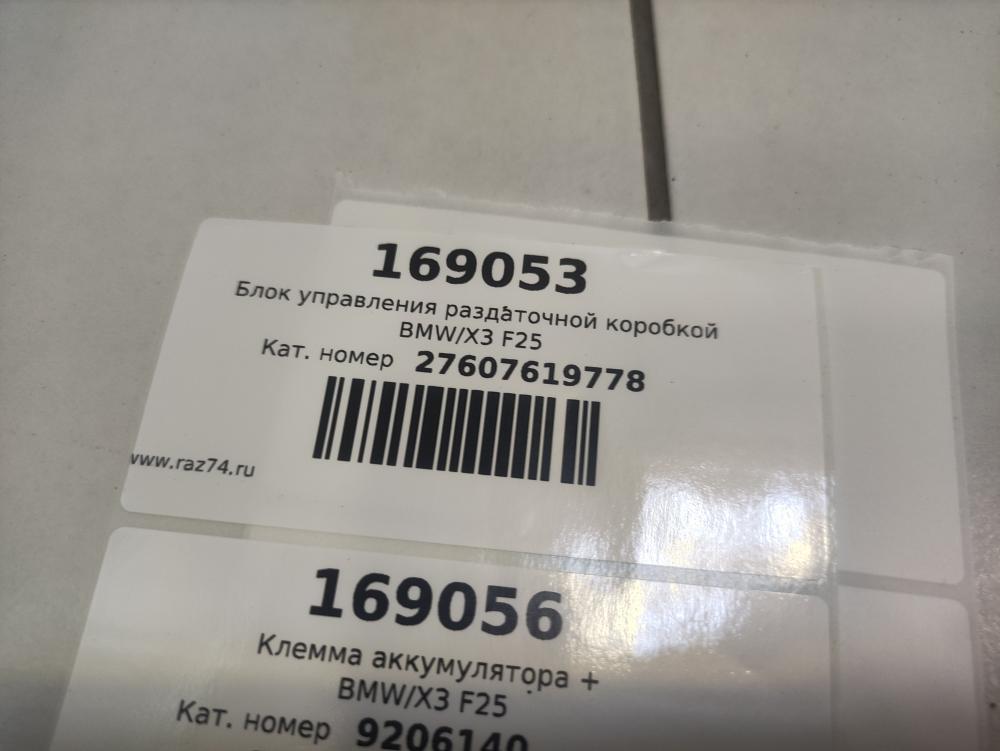 169053
Блок управления раздаточной коробкой
BMW/X3 F25
Кат. номер 27607619778
www.raz74.ru
169056
Клемма аккумулятора +
BMW/X3 F25
Кат. номер 9206140